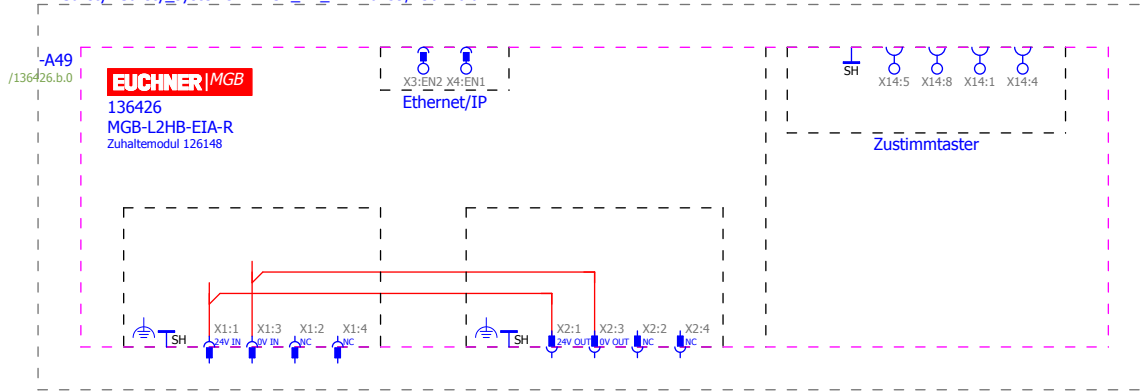 -A49
/136426.b.0
EUCHNER|MGB
136426
MGB-L2HB-EIA-R
Zuhaltemodul 126148
X3:EN2 X4:EN1
Ethernet/IP
SH
X14:5 X14:8 X14:1 X14:4
Zustimmtaster
X1:1 X1:3 X1:2 X1:4
SH 24V IN 0V IN NC NC
X2:1 X2:3 X2:2 X2:4
SH 24V OUT 0V OUT NC NC